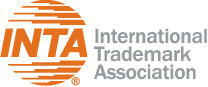 INTA®
International
Trademark
Association